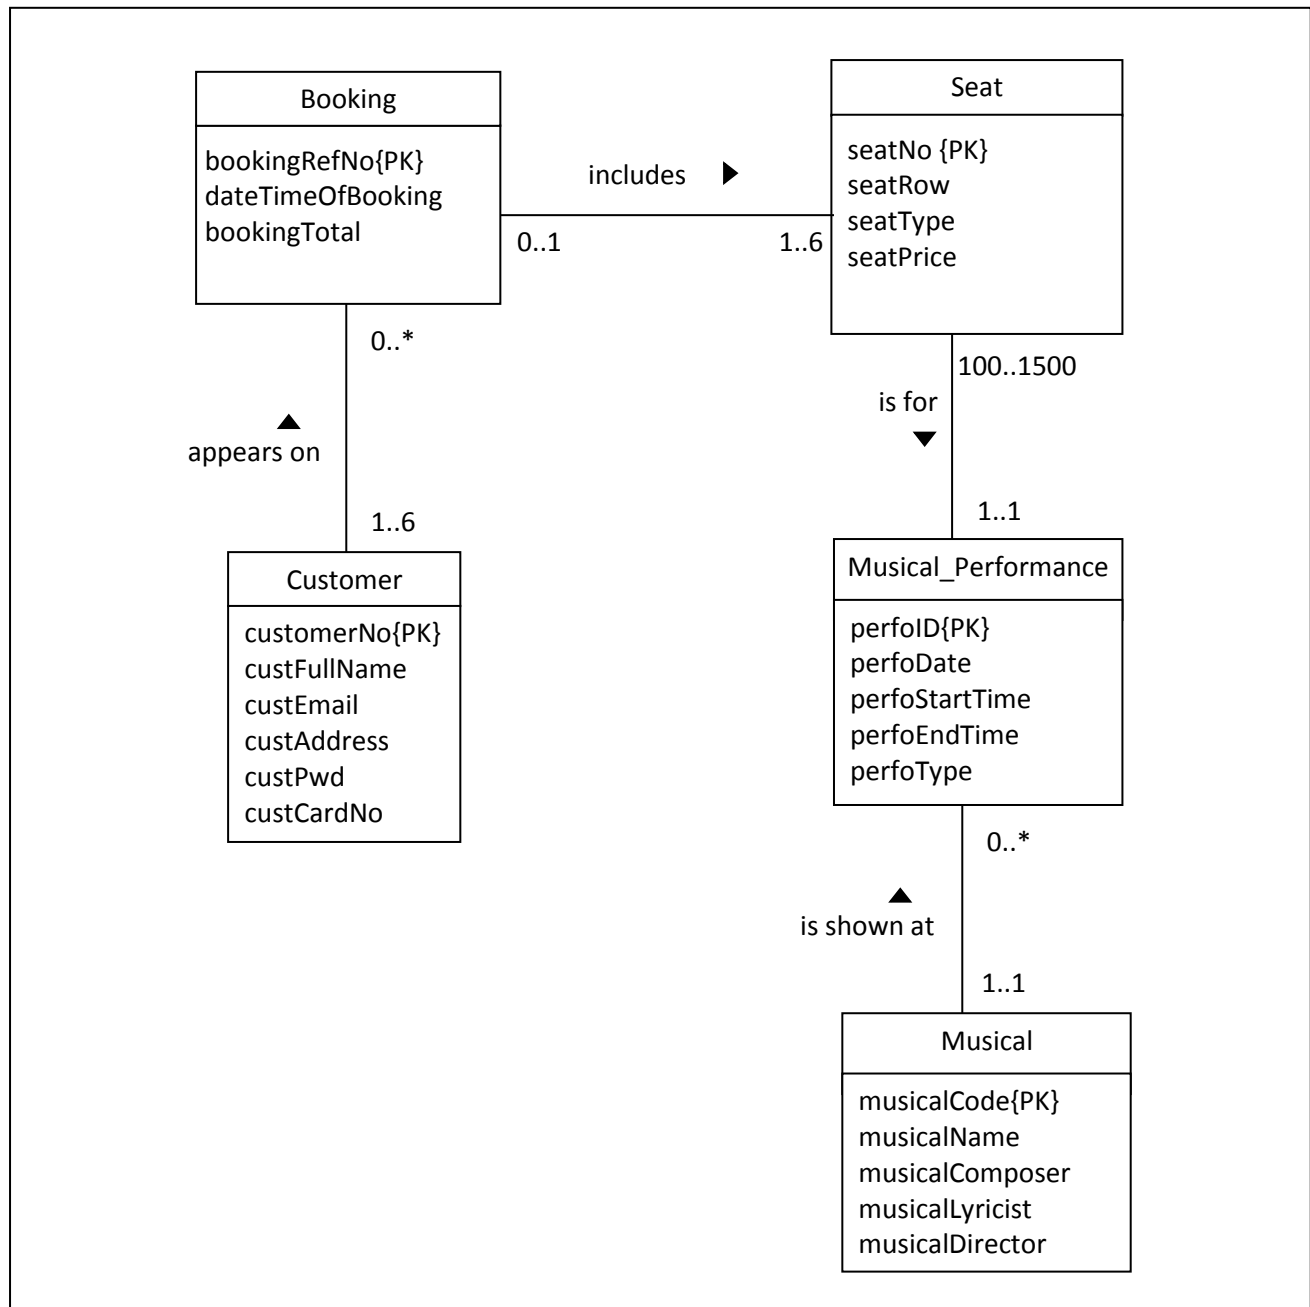 Booking
bookingRefNo{PK}
dateTimeOfBooking
bookingTotal
includes
0..1
1..6
Seat
seatNo {PK}
seatRow
seatType
seatPrice
0..*
appears on
1..6
100..1500
is for
1..1
Customer
customerNo{PK}
custFullName
custEmail
custAddress
custPwd
custCardNo
Musical_Performance
perfoID{PK}
perfoDate
perfoStartTime
perfoEndTime
perfoType
0..*
is shown at
1..1
Musical
musicalCode{PK}
musicalName
musicalComposer
musicalLyricist
musicalDirector